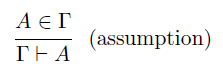 A ∈ Γ
Γ ⊢ A (assumption)